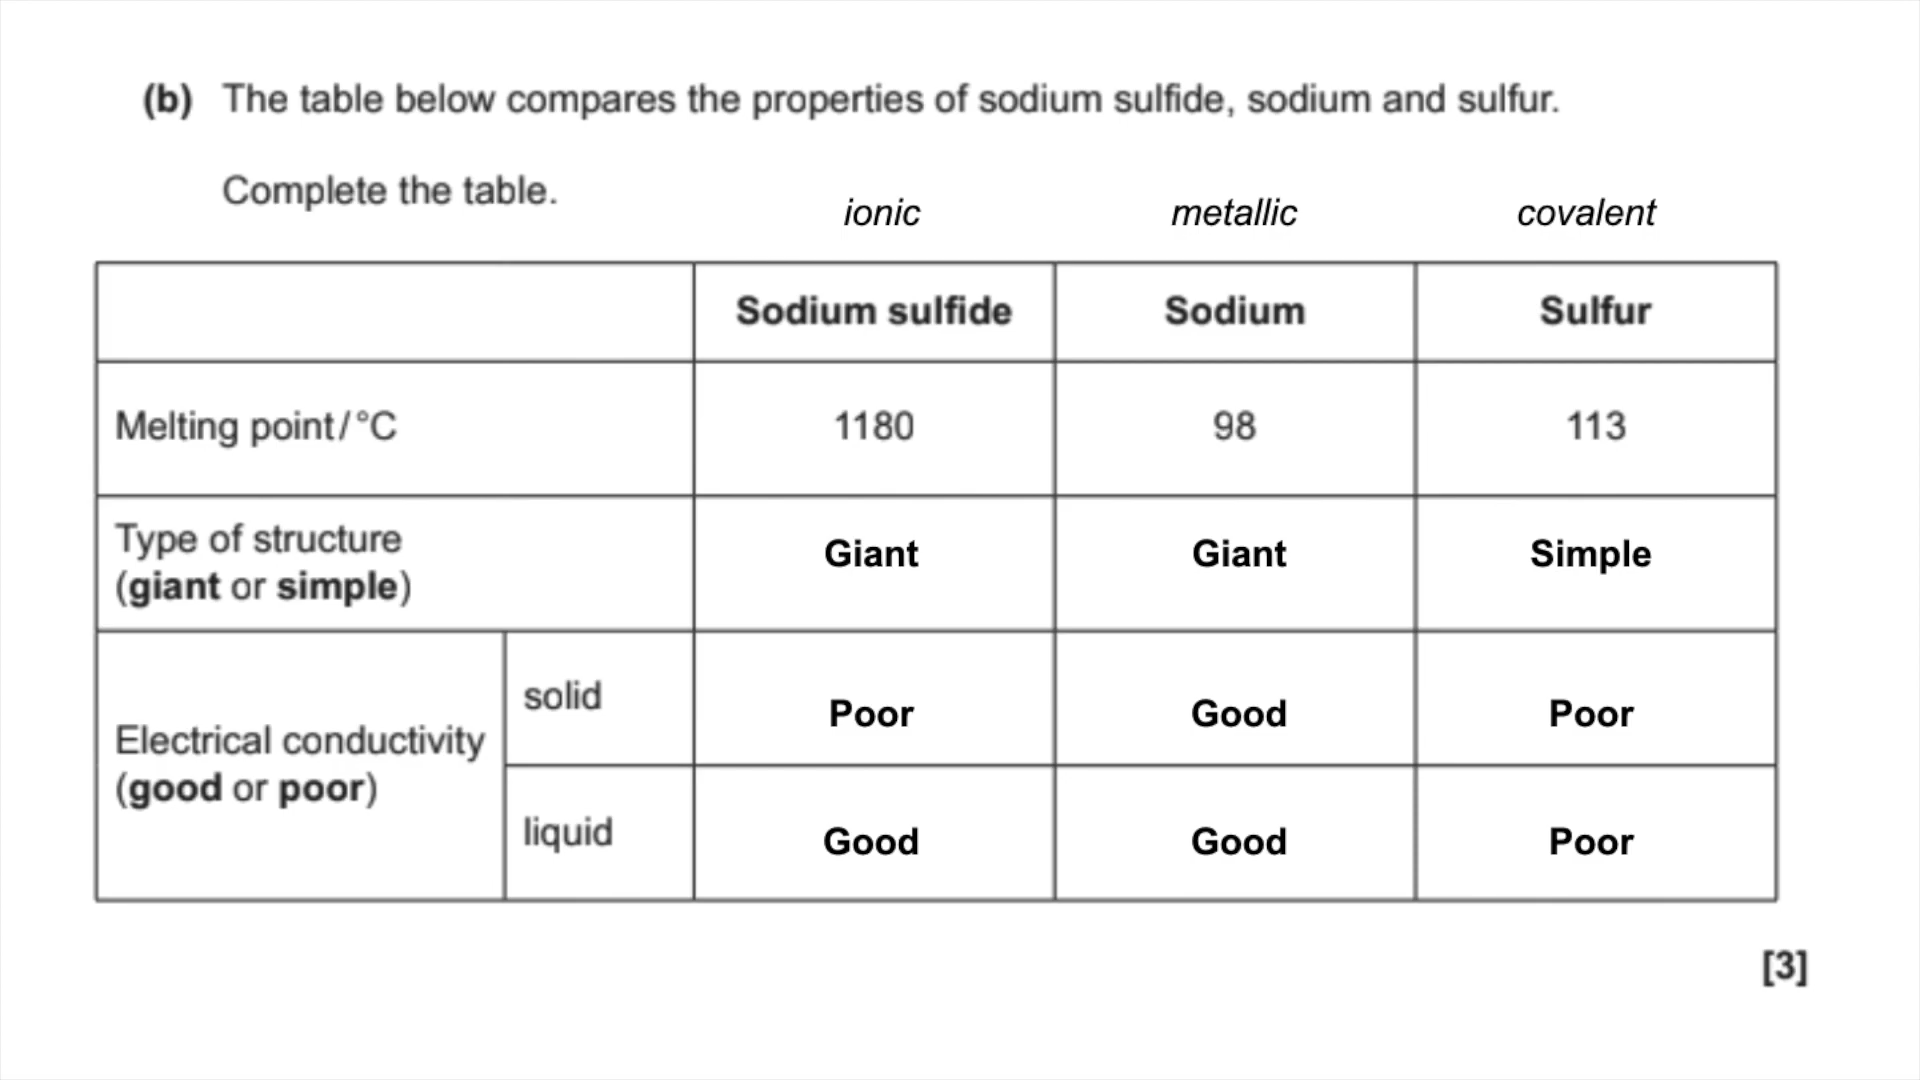 (b) The table below compares the properties of sodium sulfide, sodium and sulfur.
Complete the table.
ionic metallic covalent
Sodium sulfide Sodium Sulfur
Melting point/°C 1180 98 113
Type of structure
(giant or simple) Giant Giant Simple
Electrical conductivity
(good or poor)
solid Poor Good Poor
liquid Good Good Poor
[3]